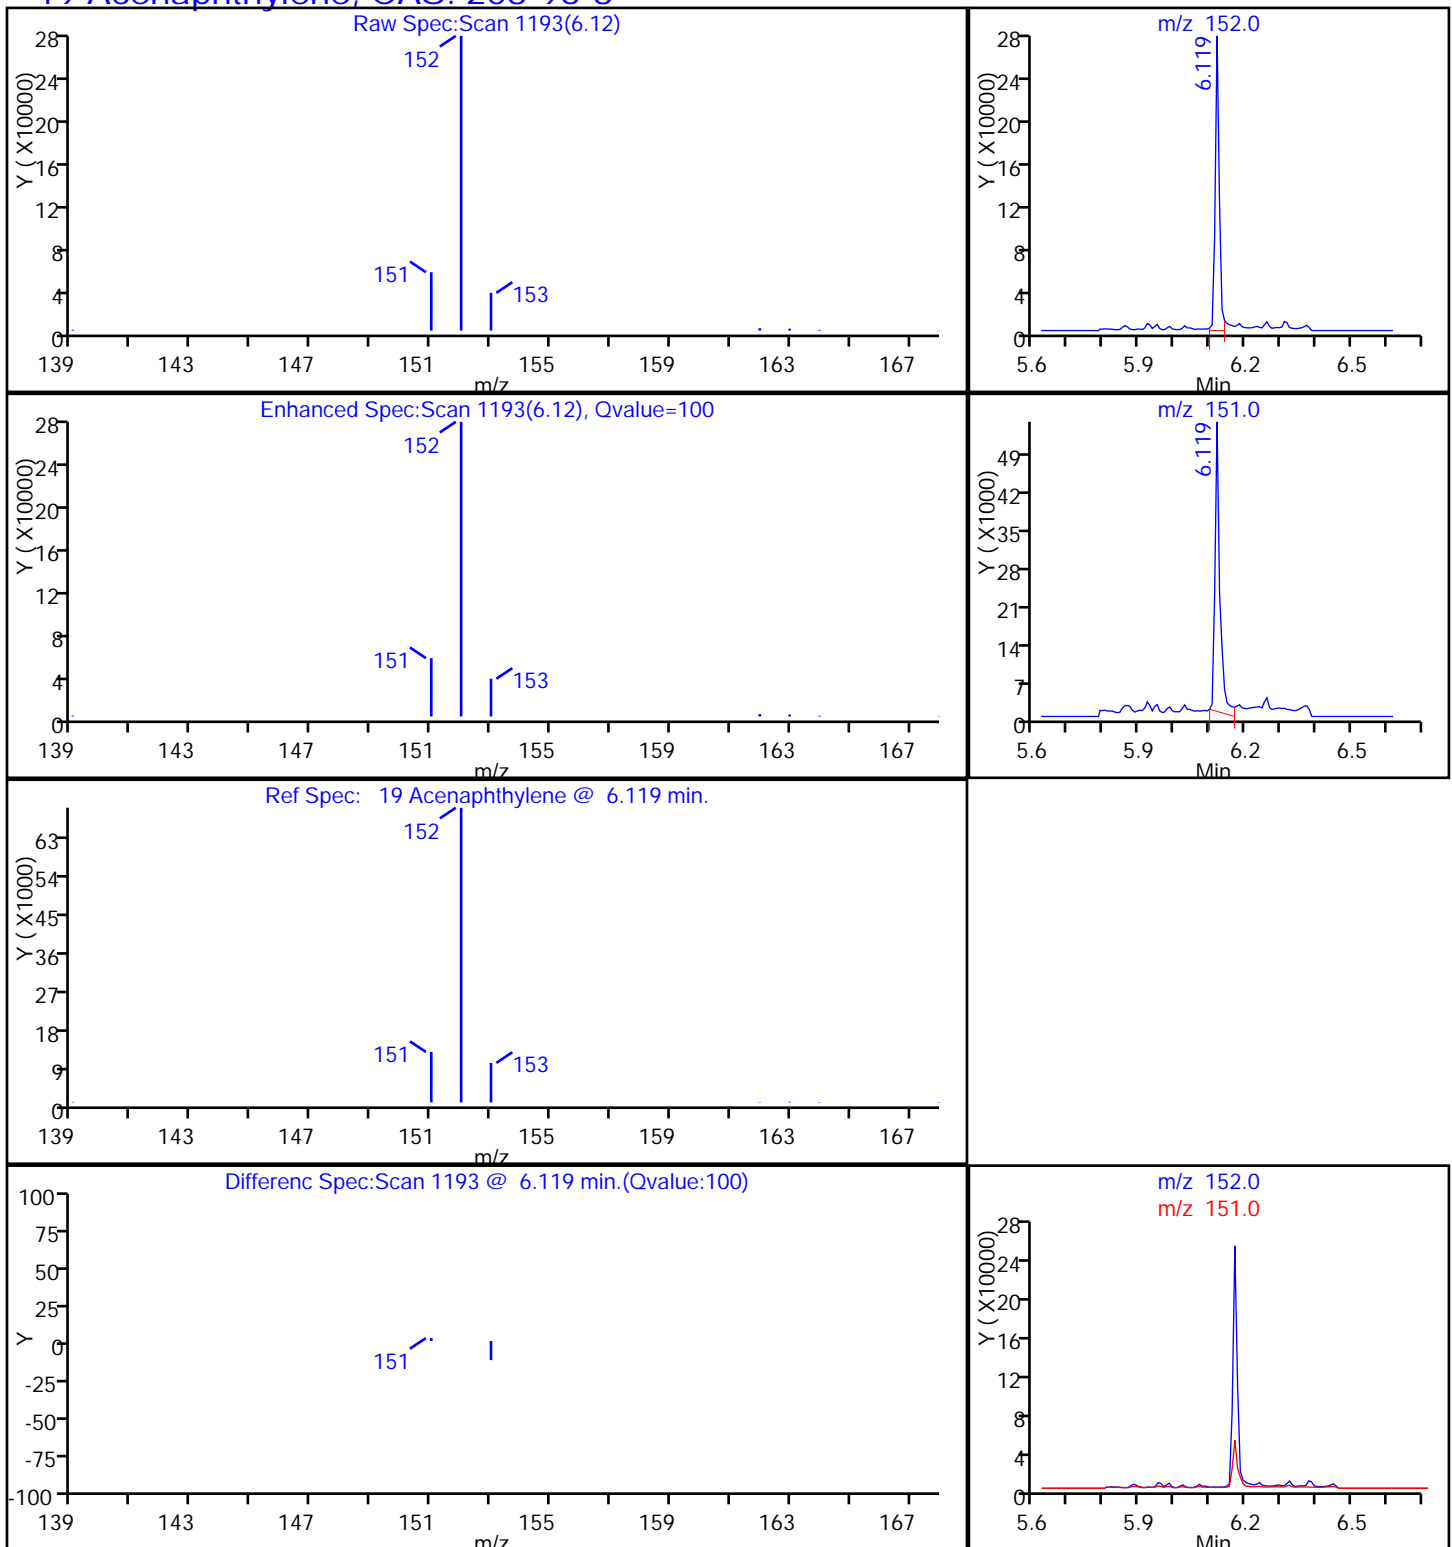 Raw Spec:Scan 1193(6.12)
28
24
20
16
12
8
4
0
Y ( X10000)
152
151
153
139 143 147 151 155 159 163 167
m/z
m/z 152.0
28
24
20
16
12
8
4
0
Y ( X10000)
6.119
5.6 5.9 6.2 6.5
Min
Enhanced Spec:Scan 1193(6.12), Qvalue=100
28
24
20
16
12
8
4
0
Y ( X10000)
152
151
153
139 143 147 151 155 159 163 167
m/z
m/z 151.0
49
42
35
28
21
14
7
0
Y ( X1000)
6.119
5.6 5.9 6.2 6.5
Min
Ref Spec: 19 Acenaphthylene @ 6.119 min.
63
54
45
36
27
18
9
0
Y ( X1000)
152
151
153
139 143 147 151 155 159 163 167
m/z
Differenc Spec:Scan 1193 @ 6.119 min.(Qvalue:100)
100
75
50
25
0
-25
-50
-75
-100
Y
151
139 143 147 151 155 159 163 167
m/z
m/z 152.0
m/z 151.0
28
24
20
16
12
8
4
0
Y ( X10000)
5.6 5.9 6.2 6.5
Min